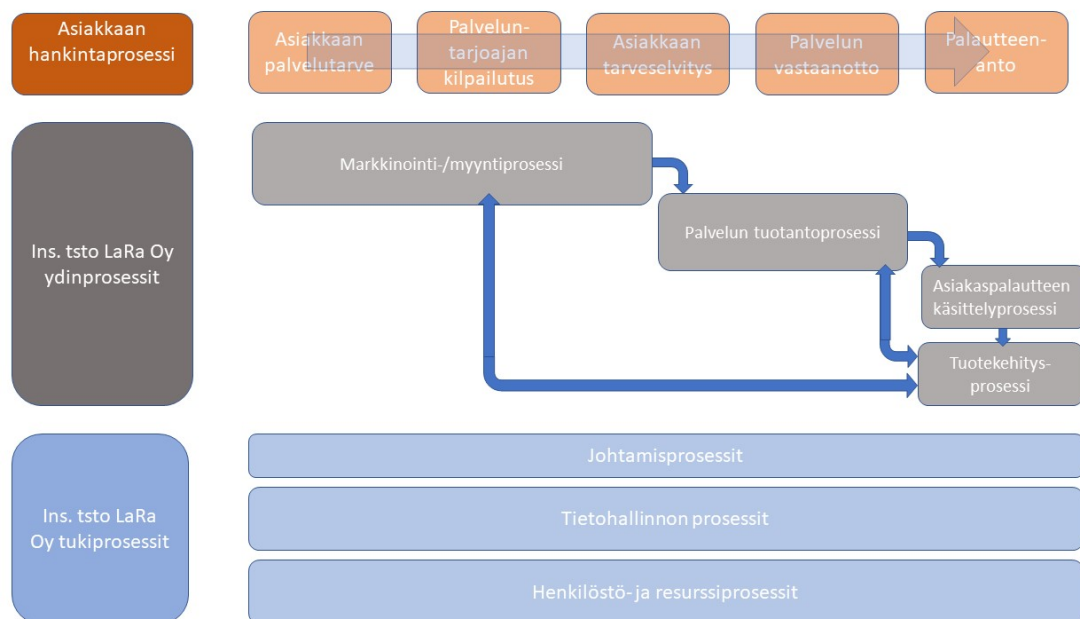 Asiakkaan
hankintaprosessi
Asiakkaan
palvelutarve
Palvelun-
tarjoajan
kilpailutus
Asiakkaan
tarveselvitys
Palvelun
vastaanotto
Palautteen-
anto
Ins. tsto LaRa Oy
ydinprosessit
Markkinointi-/myyntiprosessi
Palvelun tuotantoprosessi
Asiakaspalautteen
käsittelyprosessi
Tuotekehitys-
prosessi
Ins. tsto LaRa
Oy tukiprosessit
Johtamisprosessit
Tietohallinnon prosessit
Henkilöstö- ja resurssiprosessit